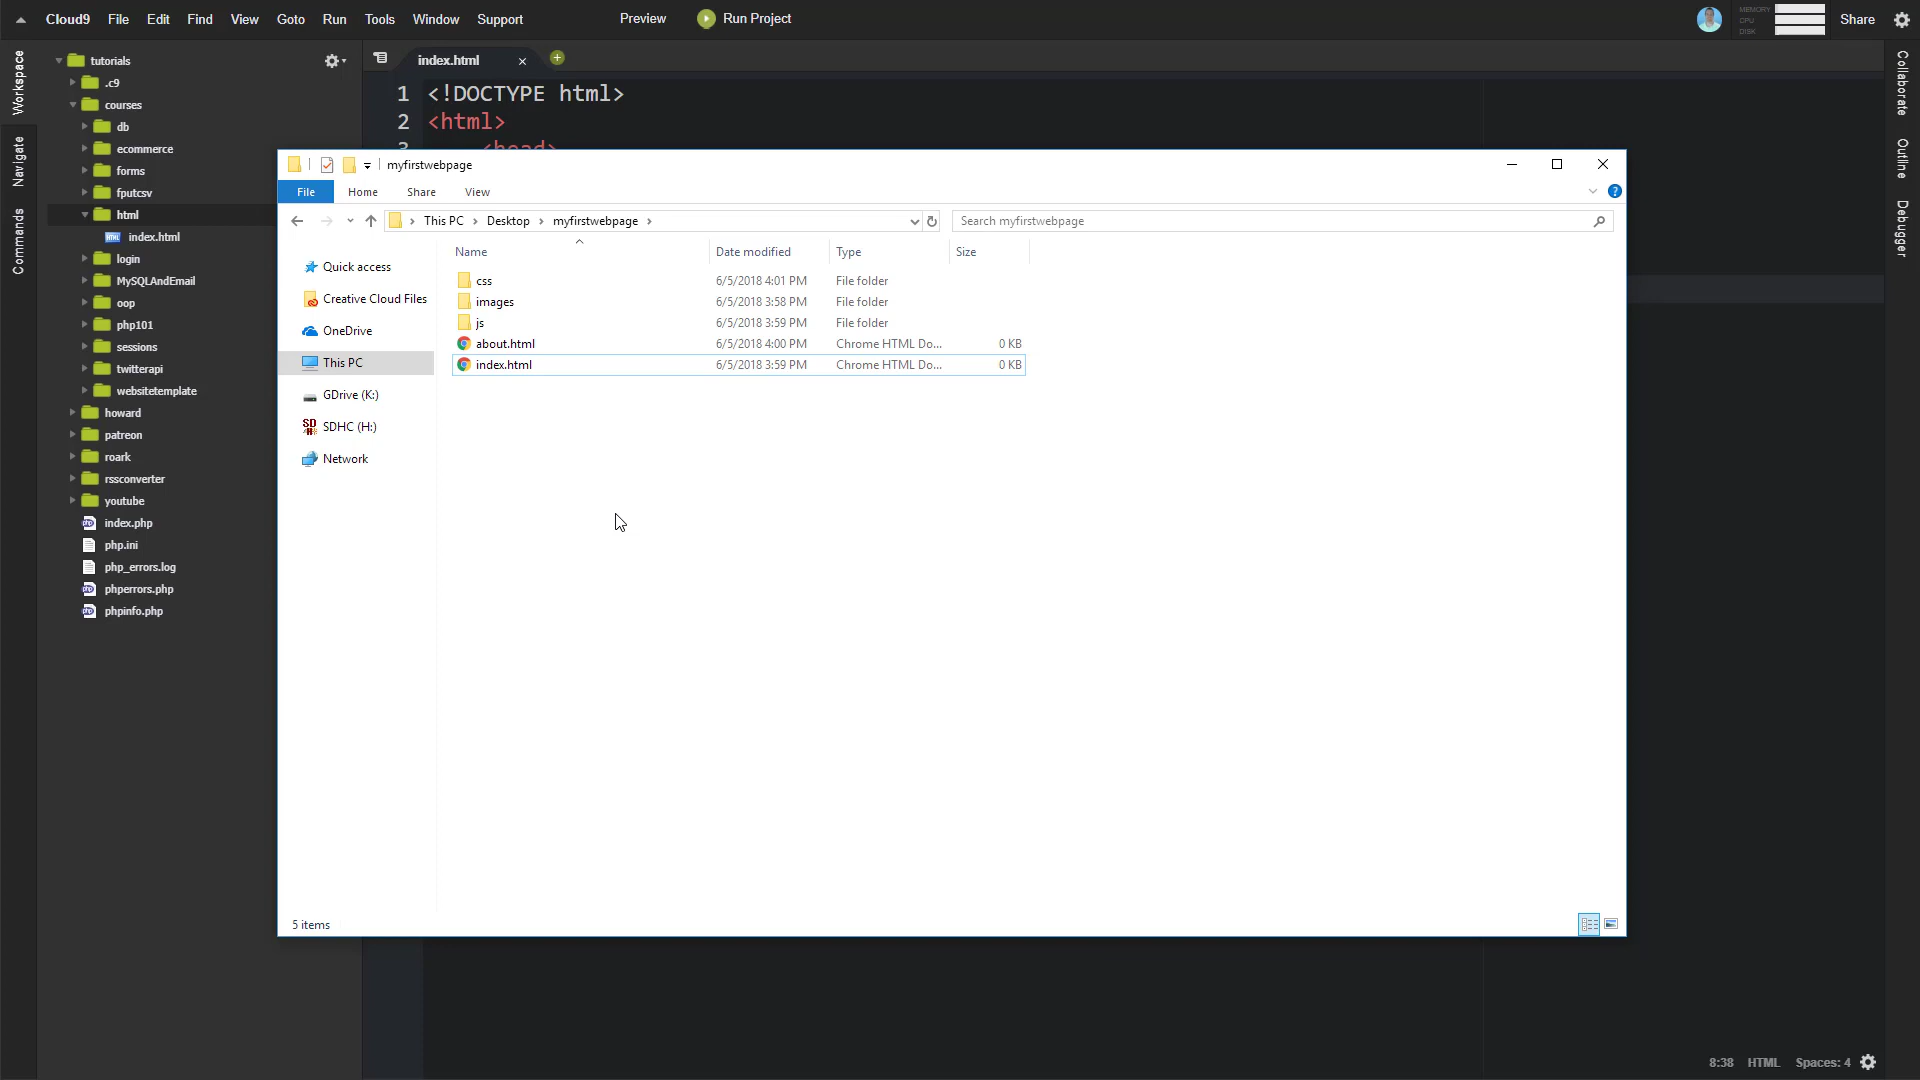 Cloud9 File Edit Find View Goto Run Tools Window Support Preview Run Project MEMORY CPU DISK Share
Workspace
Navigate
Commands
tutorials
.c9
courses
db
ecommerce
forms
fputcsv
html
index.html
login
MySQLAndEmail
oop
php101
sessions
twitterapi
websitetemplate
howard
patreon
roark
rssconverter
youtube
index.php
php.ini
php_errors.log
phperrors.php
phpinfo.php
index.html
1 <!DOCTYPE html>
2 <html>
3 <head>
myfirstwebpage
File Home Share View
This PC Desktop myfirstwebpage Search myfirstwebpage
Quick access
Creative Cloud Files
OneDrive
This PC
GDrive (K:)
SDHC (H:)
Network
Name Date modified Type Size
css 6/5/2018 4:01 PM File folder
images 6/5/2018 3:58 PM File folder
js 6/5/2018 3:59 PM File folder
about.html 6/5/2018 4:00 PM Chrome HTML Do... 0 KB
index.html 6/5/2018 3:59 PM Chrome HTML Do... 0 KB
5 items
Collaborate
Outline
Debugger
8:38 HTML Spaces: 4